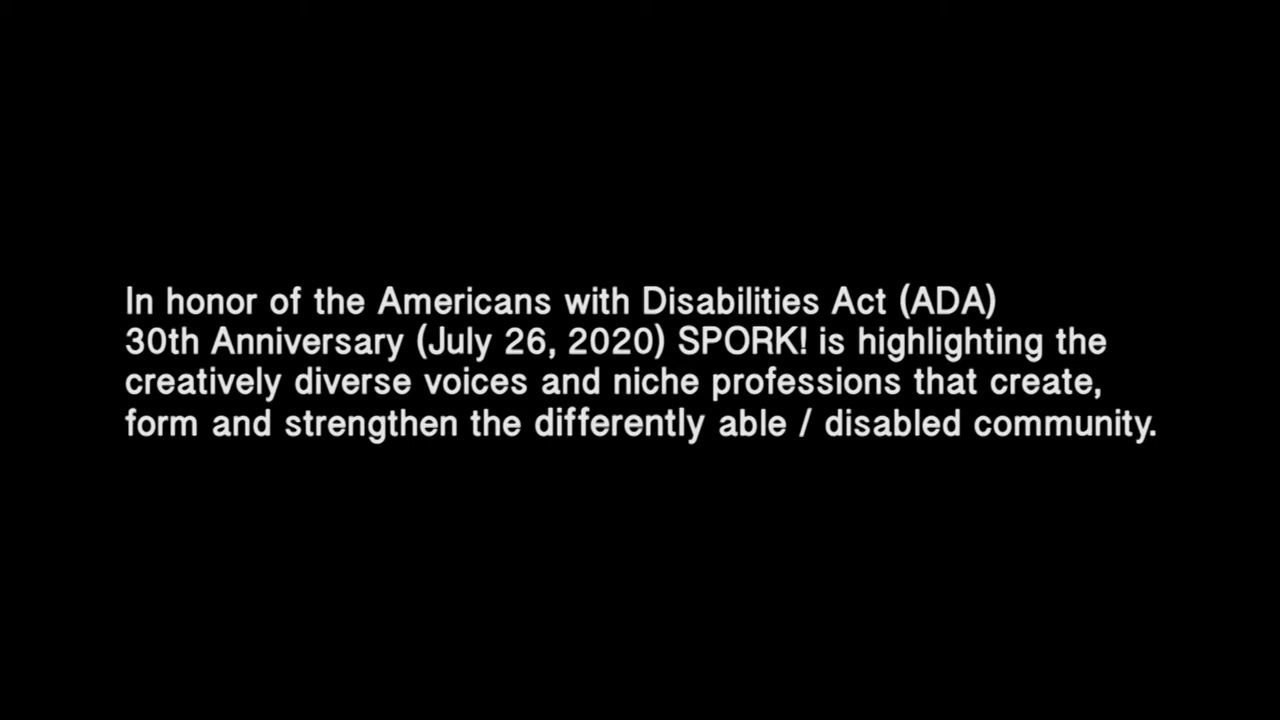 In honor of the Americans with Disabilities Act (ADA)
30th Anniversary (July 26, 2020) SPORK! is highlighting the
creatively diverse voices and niche professions that create,
form and strengthen the differently able / disabled community.